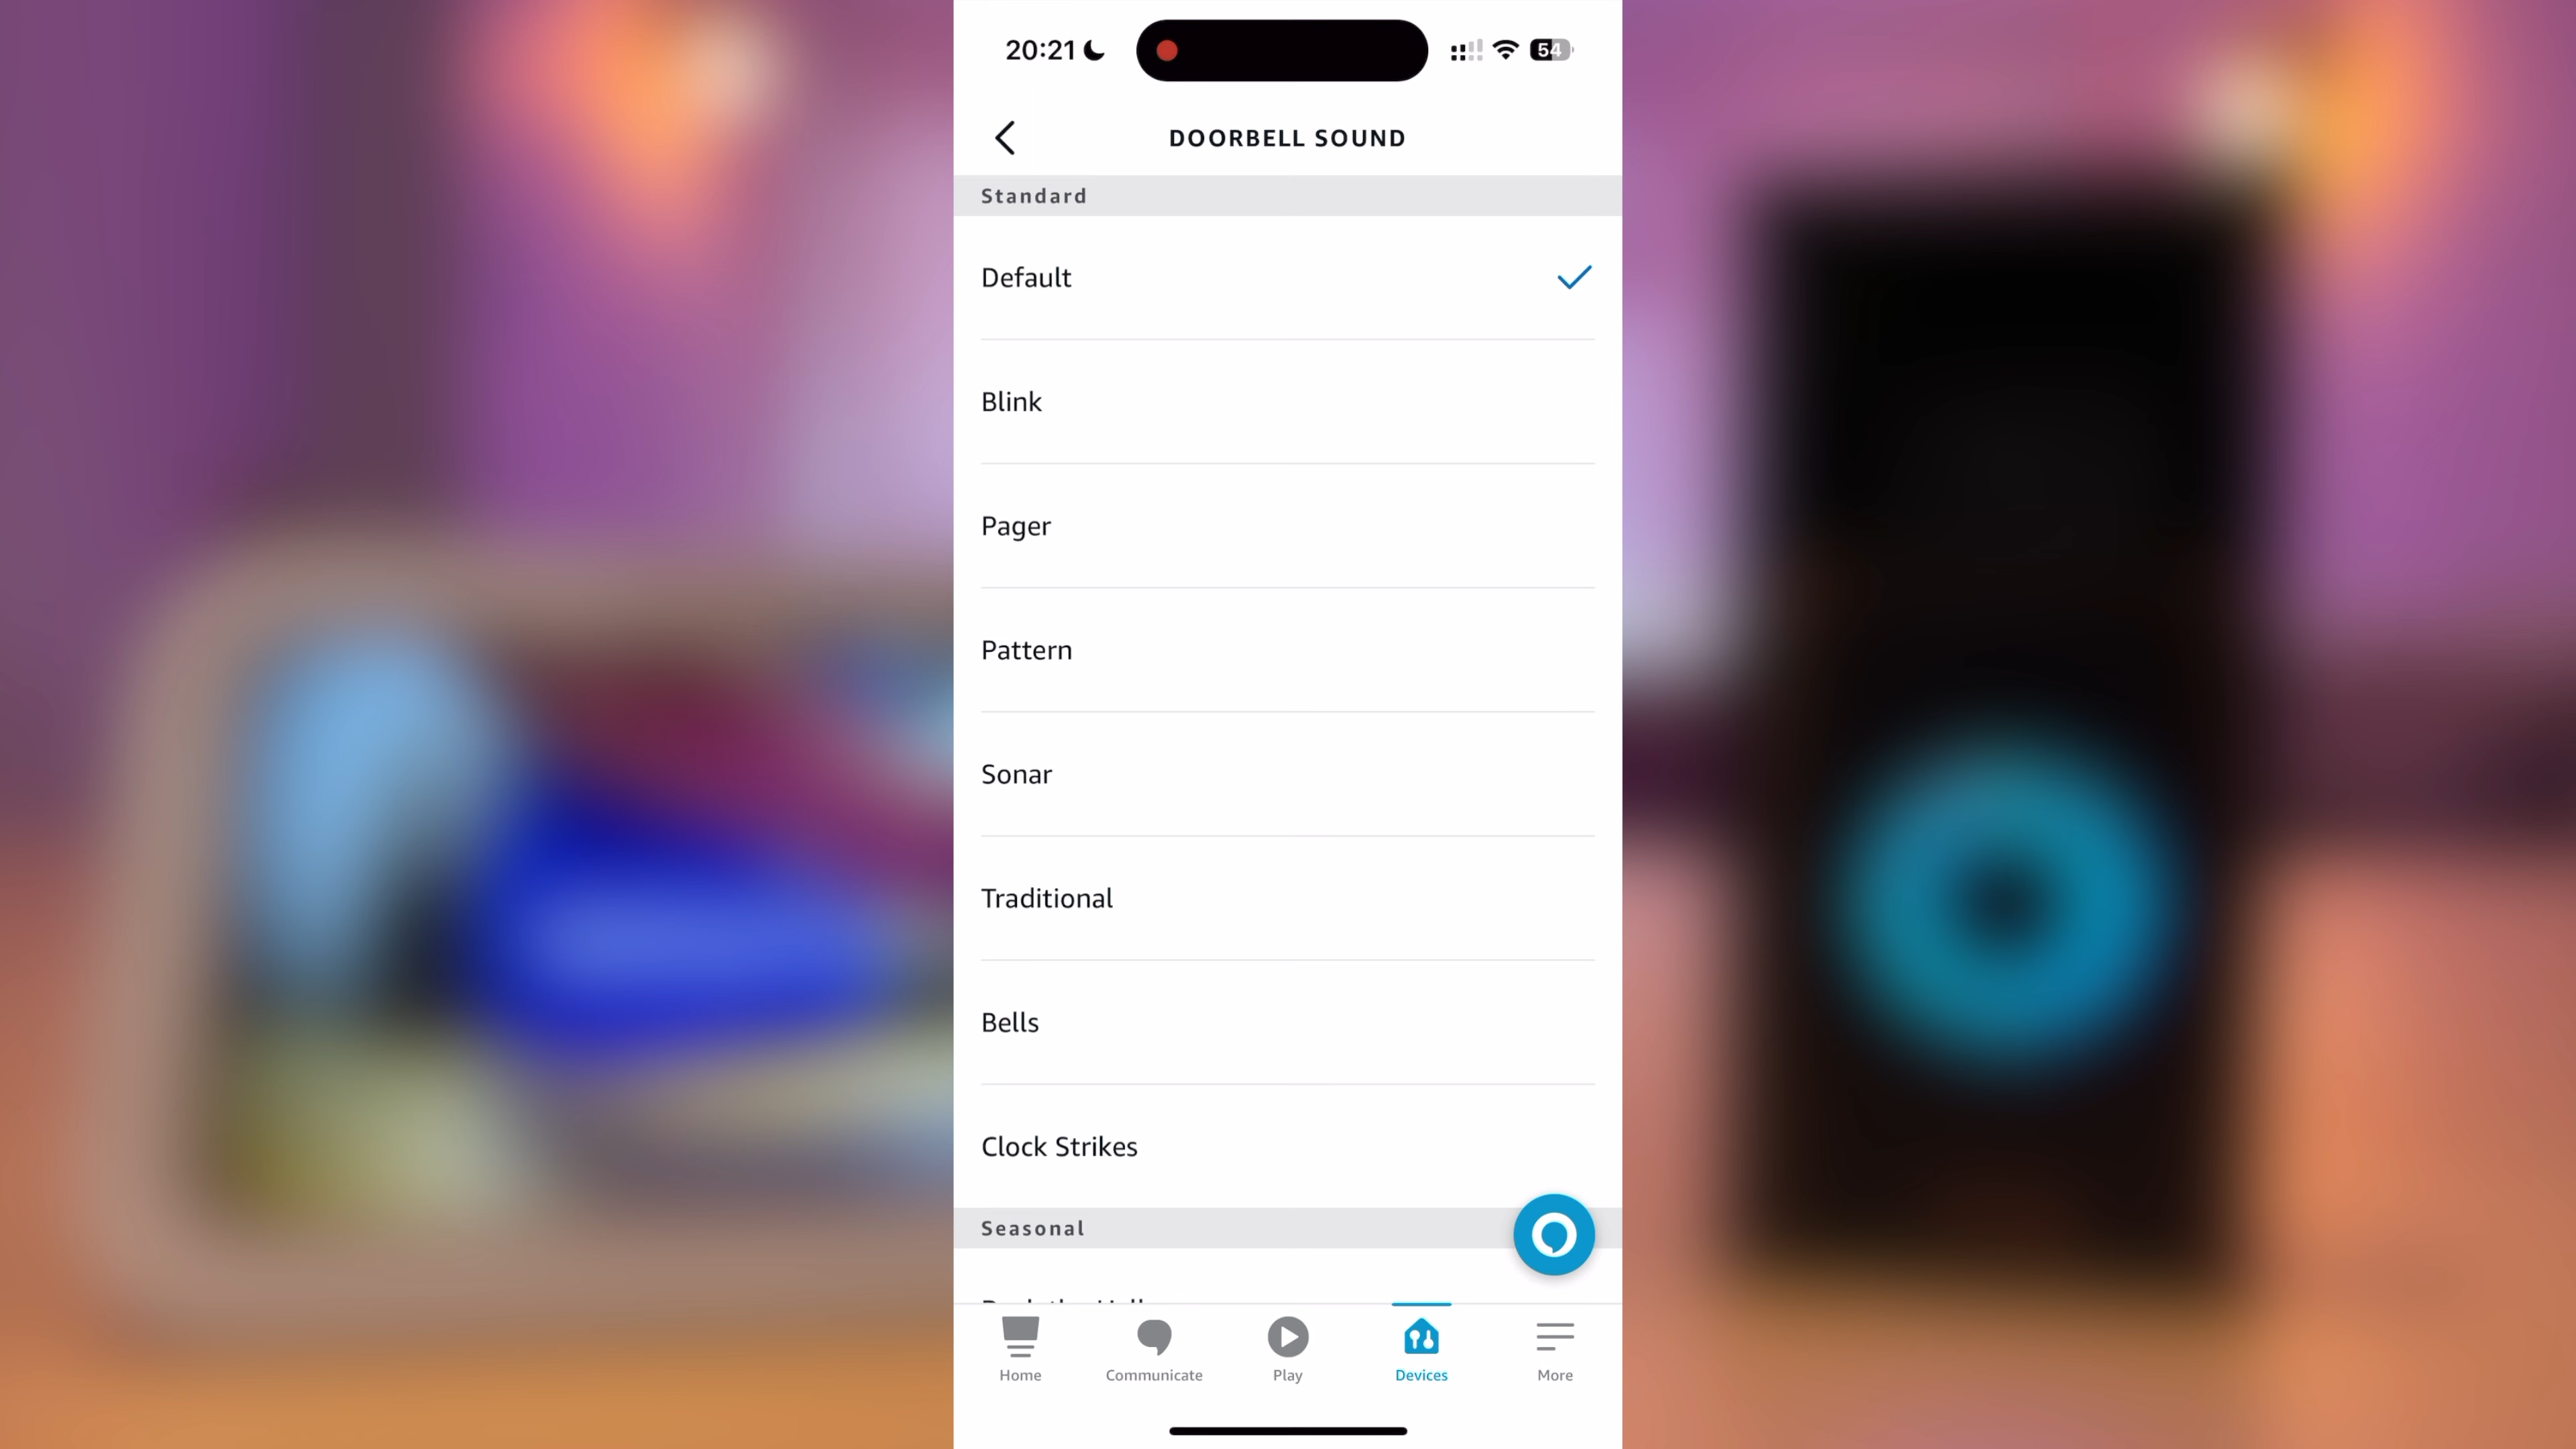 20:21
54
DOORBELL SOUND
Standard
Default
Blink
Pager
Pattern
Sonar
Traditional
Bells
Clock Strikes
Seasonal
Home
Communicate
Play
Devices
More